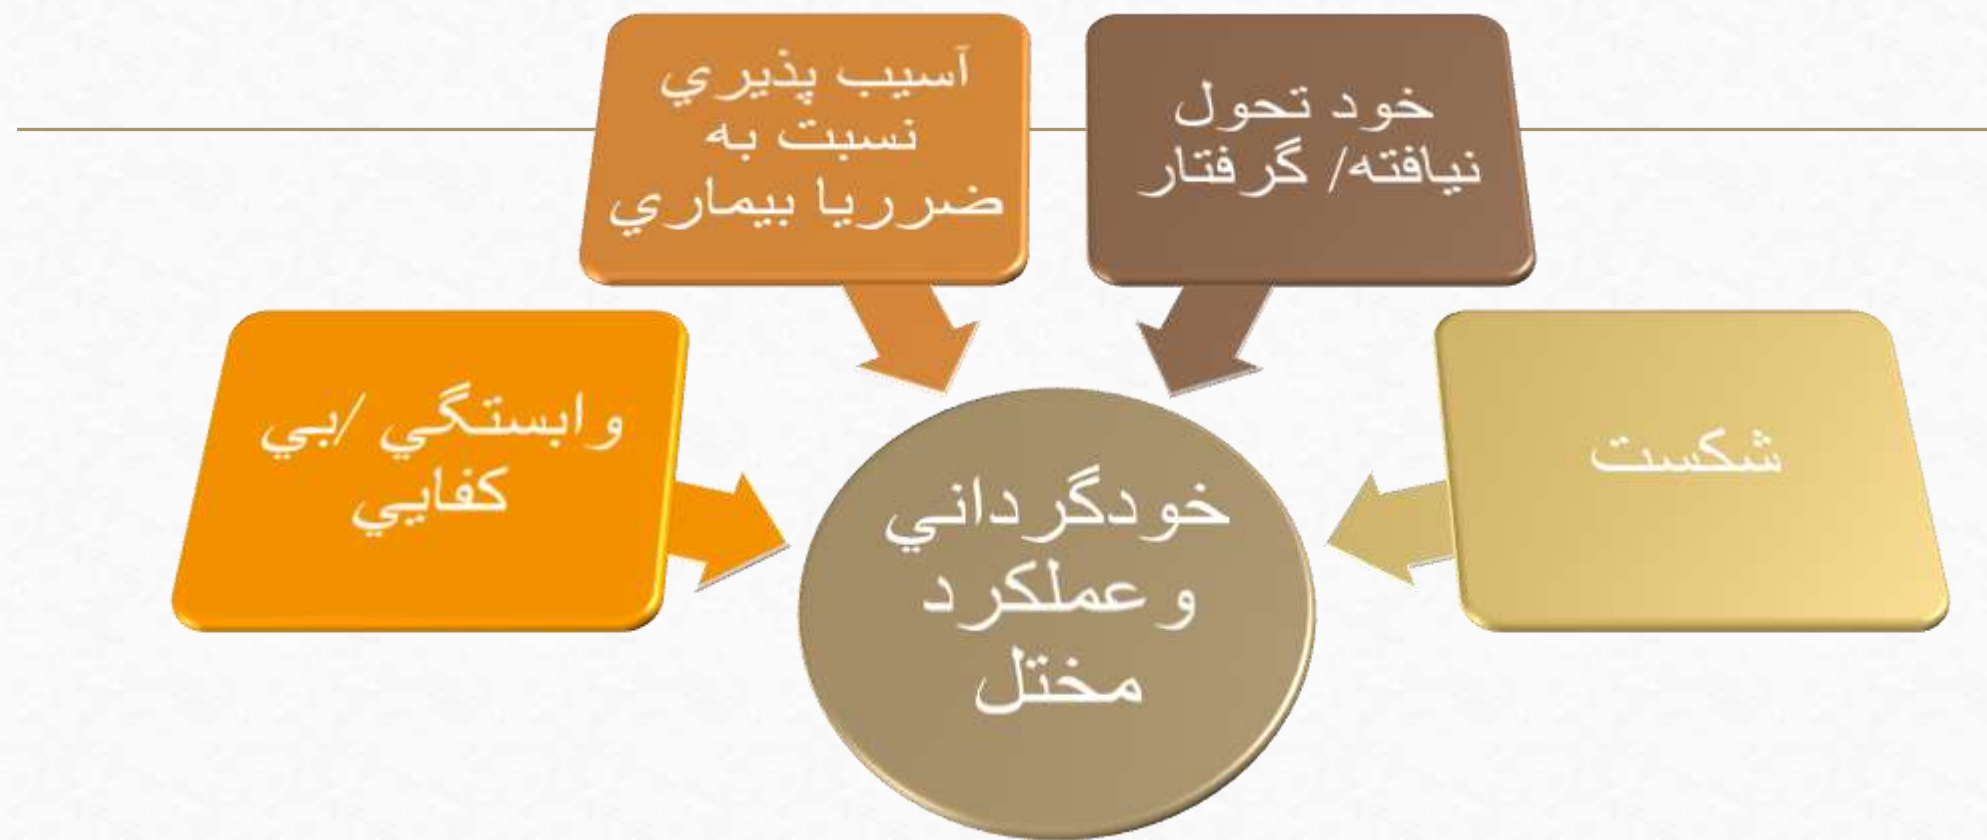 خود تحول
نيافته/ گرفتار
آسيب پذيري
نسبت به
ضرريا بيماري
شكست
وابستگي /بي
كفايي
خودگرداني
وعملكرد
مختل